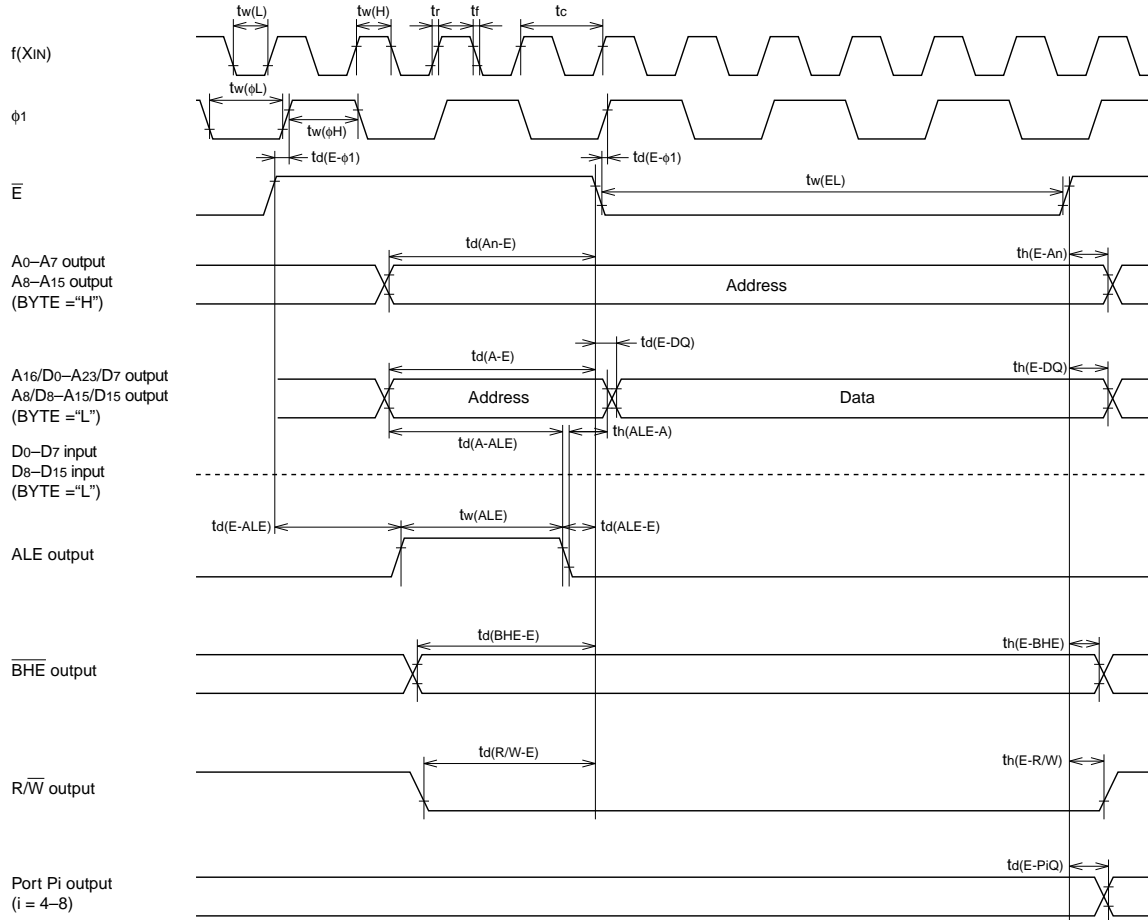 tw(L) tw(H) tr tf tc
f(XIN)
tw(ϕL)
ϕ1
tw(ϕH)
td(E-ϕ1) td(E-ϕ1)
tw(EL)
E
td(An-E) th(E-An)
A0–A7 output
A8–A15 output
(BYTE =“H”)
Address
td(E-DQ)
td(A-E) th(E-DQ)
A16/D0–A23/D7 output
A8/D8–A15/D15 output
(BYTE =“L”)
Address Data
td(A-ALE) th(ALE-A)
D0–D7 input
D8–D15 input
(BYTE =“L”)
td(E-ALE) tw(ALE) td(ALE-E)
ALE output
td(BHE-E) th(E-BHE)
BHE output
td(R/W-E) th(E-R/W)
R/W output
td(E-PiQ)
Port Pi output
(i = 4–8)